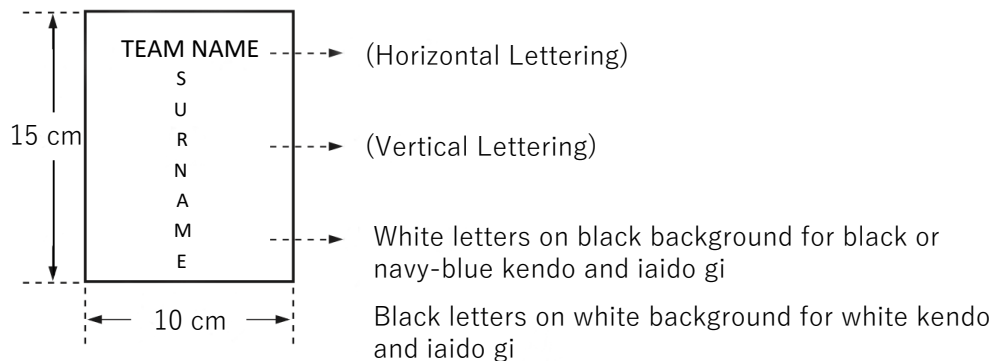 TEAM NAME
(Horizontal Lettering)
S
U
R
N
A
M
E
15 cm
(Vertical Lettering)
White letters on black background for black or
navy-blue kendo and iaido gi
10 cm
Black letters on white background for white kendo
and iaido gi